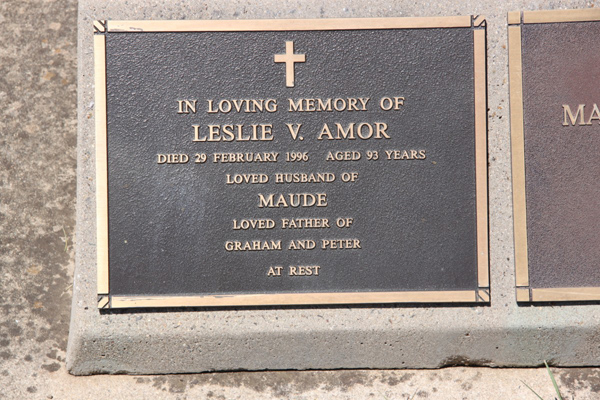 IN LOVING MEMORY OF
LESLIE V. AMOR
DIED 29 FEBRUARY 1996 AGED 93 YEARS
LOVED HUSBAND OF
MAUDE
LOVED FATHER OF
GRAHAM AND PETER
AT REST